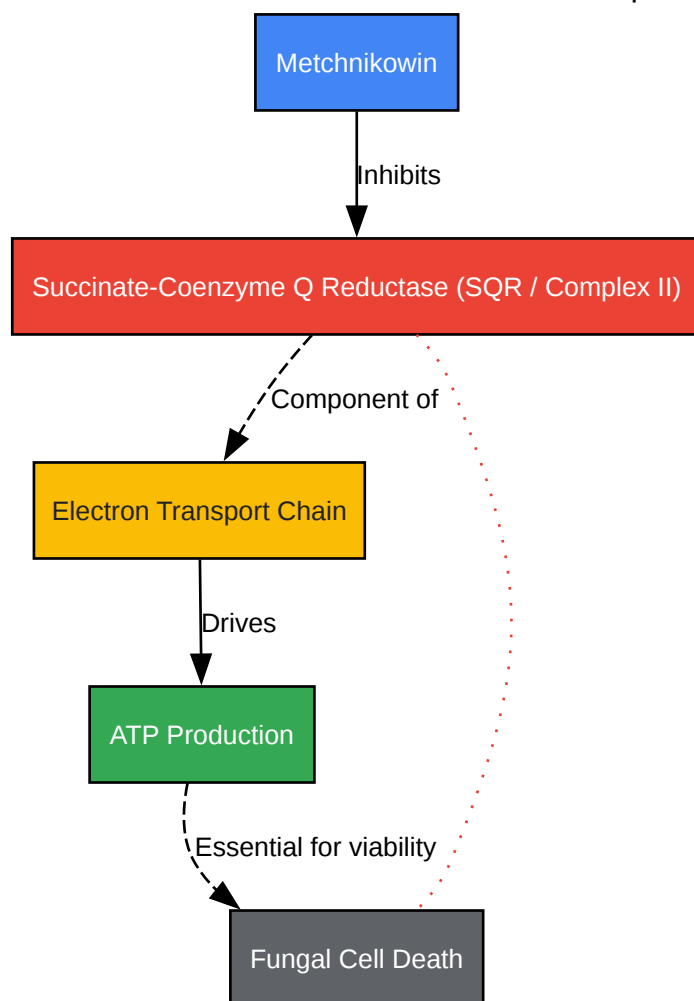 Metchnikowin
Inhibits
Succinate-Coenzyme Q Reductase (SQR / Complex II)
Component of
Electron Transport Chain
Drives
ATP Production
Essential for viability
Fungal Cell Death